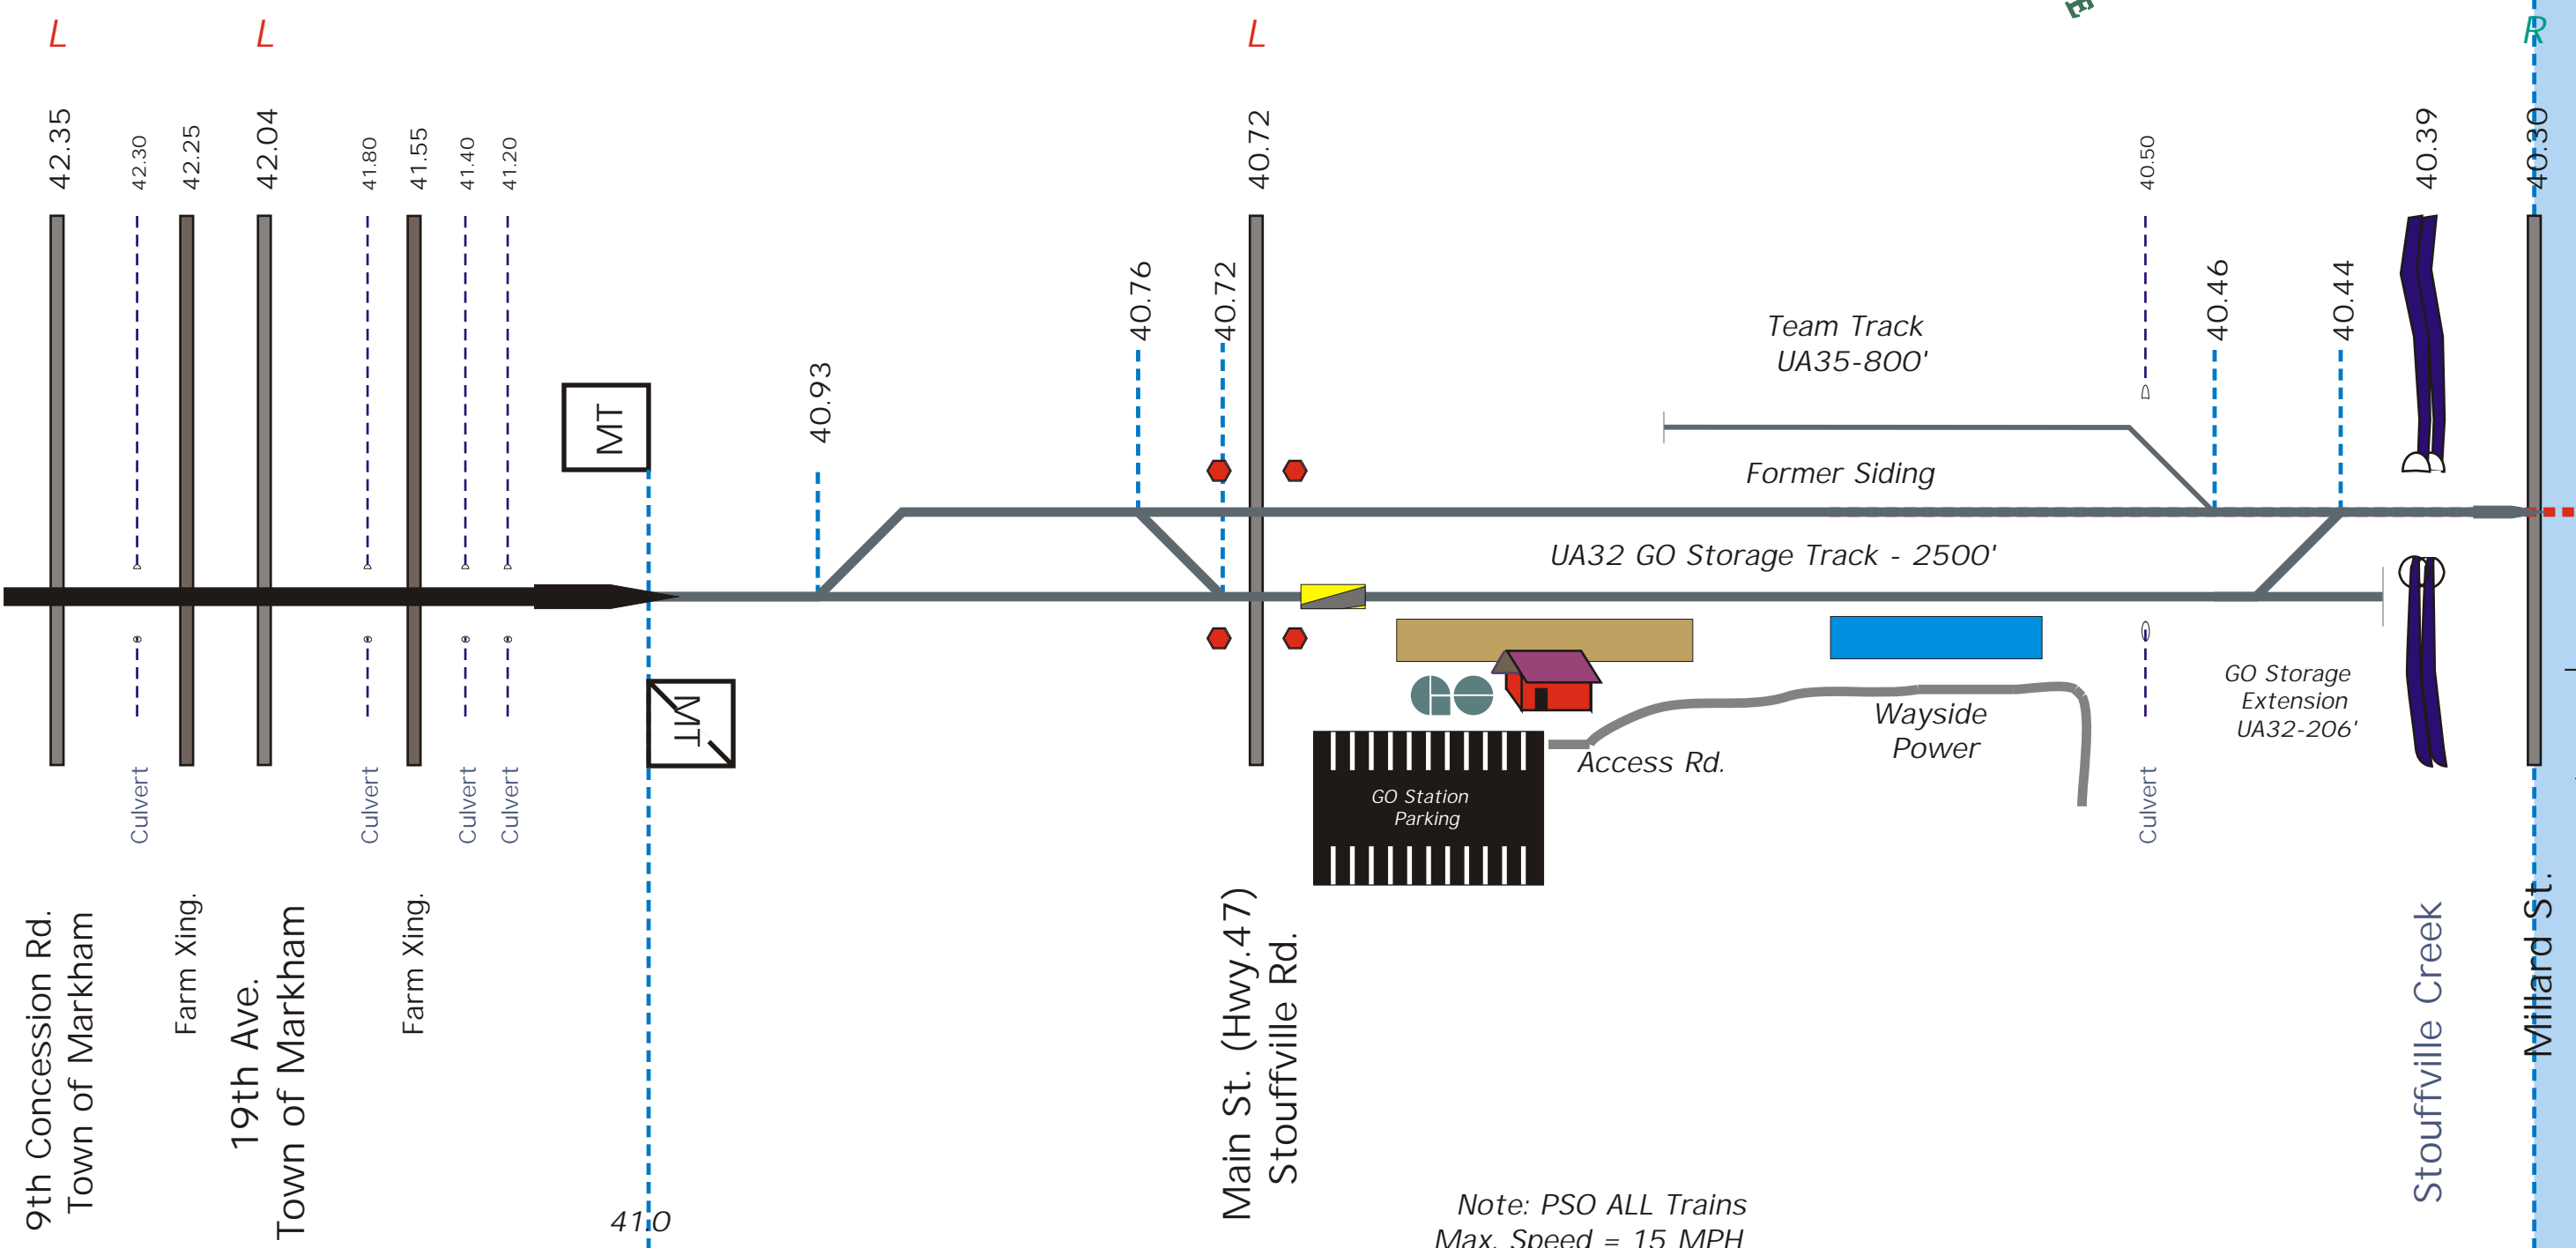 L
L
L
R
E
42.35
42.30
42.25
42.04
41.80
41.55
41.40
41.20
40.72
40.50
40.39
40.30
40.93
40.76
40.72
40.46
40.44
Team Track
UA35-800'
MT
Former Siding
UA32 GO Storage Track - 2500'
MT
GO Storage
Extension
UA32-206'
Wayside
Power
Access Rd.
GO Station
Parking
Culvert
Culvert
Culvert
Culvert
Culvert
9th Concession Rd.
Town of Markham
Farm Xing.
19th Ave.
Town of Markham
Farm Xing.
Main St. (Hwy.47)
Stouffville Rd.
Stouffville Creek
Millard St.
41.0
Note: PSO ALL Trains
Max. Speed = 15 MPH